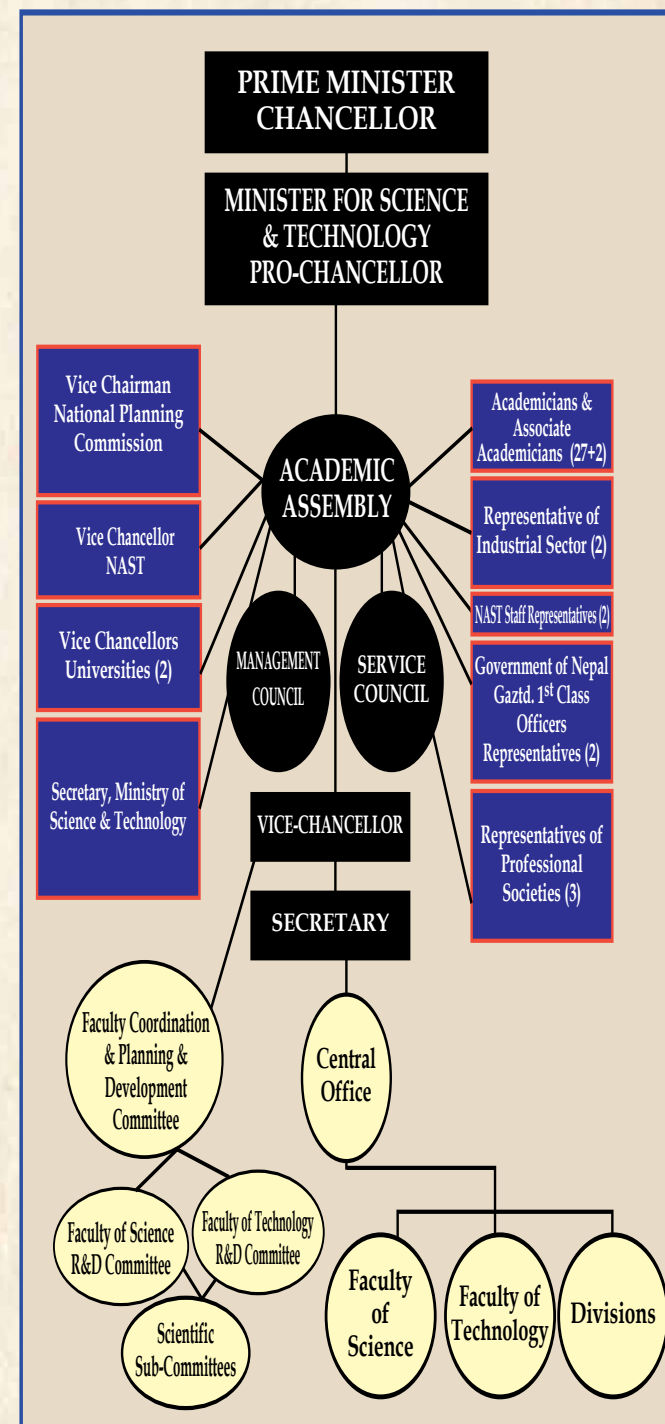 PRIME MINISTER
CHANCELLOR
MINISTER FOR SCIENCE
& TECHNOLOGY
PRO-CHANCELLOR
Vice Chairman
National Planning
Commission
Vice Chancellor
NAST
Vice Chancellors
Universities (2)
Secretary, Ministry of
Science & Technology
ACADEMIC
ASSEMBLY
MANAGEMENT
COUNCIL
SERVICE
COUNCIL
Academicians &
Associate
Academicians (27+2)
Representative of
Industrial Sector (2)
NAST Staff Representatives (2)
Government of Nepal
Gaztd. 1st Class
Officers
Representatives (2)
Representatives of
Professional
Societies (3)
VICE-CHANCELLOR
SECRETARY
Faculty Coordination
& Planning &
Development
Committee
Central
Office
Faculty of Science
R&D Committee
Faculty of Technology
R&D Committee
Scientific
Sub-Committees
Faculty
of
Science
Faculty of
Technology
Divisions